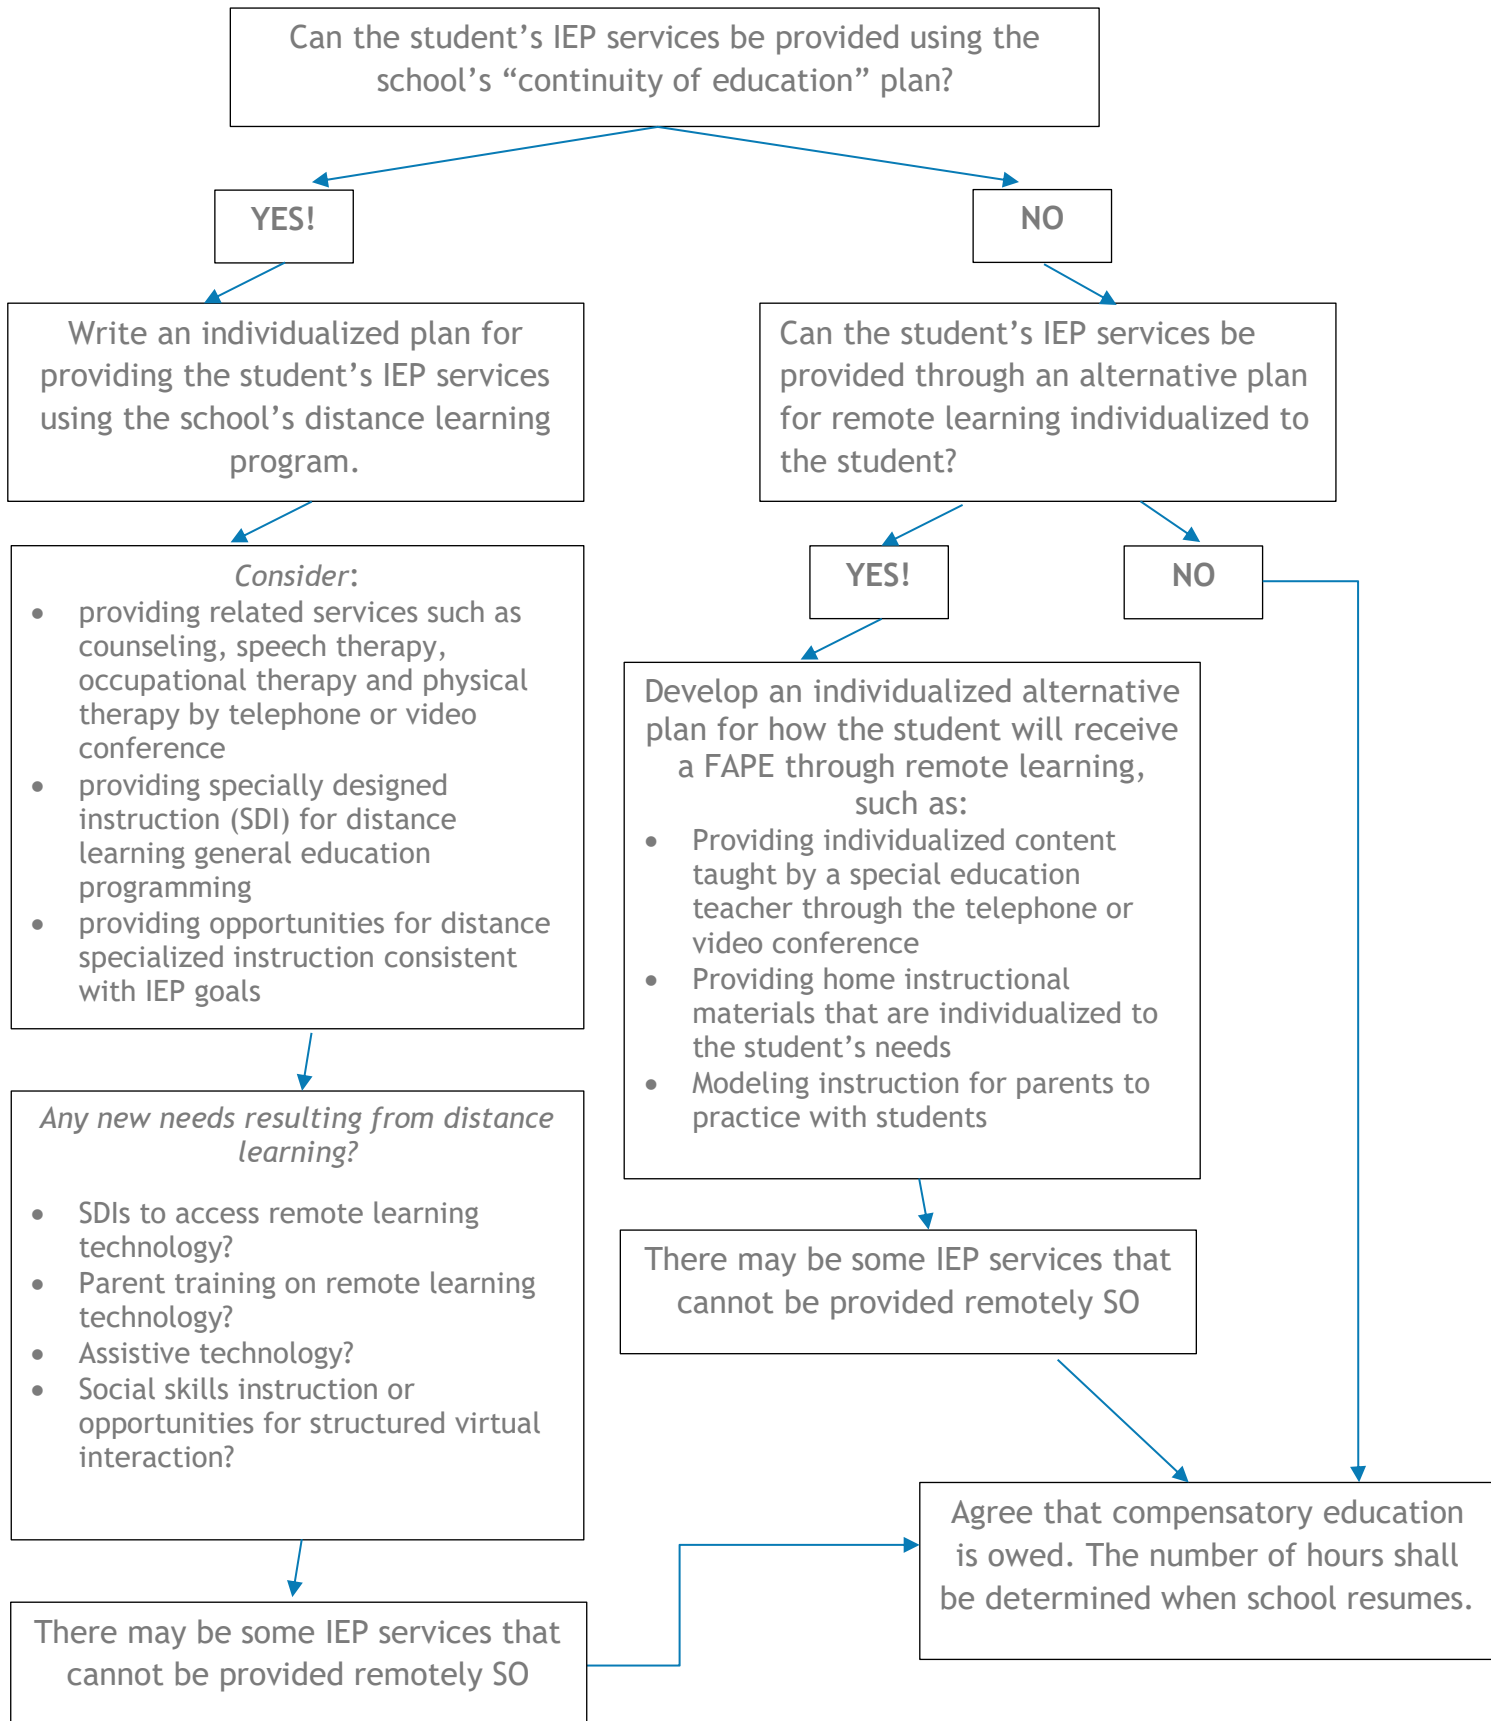 Can the student’s IEP services be provided using the
school’s “continuity of education” plan?
YES!
NO
Write an individualized plan for
providing the student’s IEP services
using the school’s distance learning
program.
Can the student’s IEP services be
provided through an alternative plan
for remote learning individualized to
the student?
Consider:
• providing related services such as
counseling, speech therapy,
occupational therapy and physical
therapy by telephone or video
conference
• providing specially designed
instruction (SDI) for distance
learning general education
programming
• providing opportunities for distance
specialized instruction consistent
with IEP goals
YES!
NO
Develop an individualized alternative
plan for how the student will receive
a FAPE through remote learning,
such as:
• Providing individualized content
taught by a special education
teacher through the telephone or
video conference
• Providing home instructional
materials that are individualized to
the student’s needs
• Modeling instruction for parents to
practice with students
Any new needs resulting from distance
learning?
• SDIs to access remote learning
technology?
• Parent training on remote learning
technology?
• Assistive technology?
• Social skills instruction or
opportunities for structured virtual
interaction?
There may be some IEP services that
cannot be provided remotely SO
Agree that compensatory education
is owed. The number of hours shall
be determined when school resumes.
There may be some IEP services that
cannot be provided remotely SO